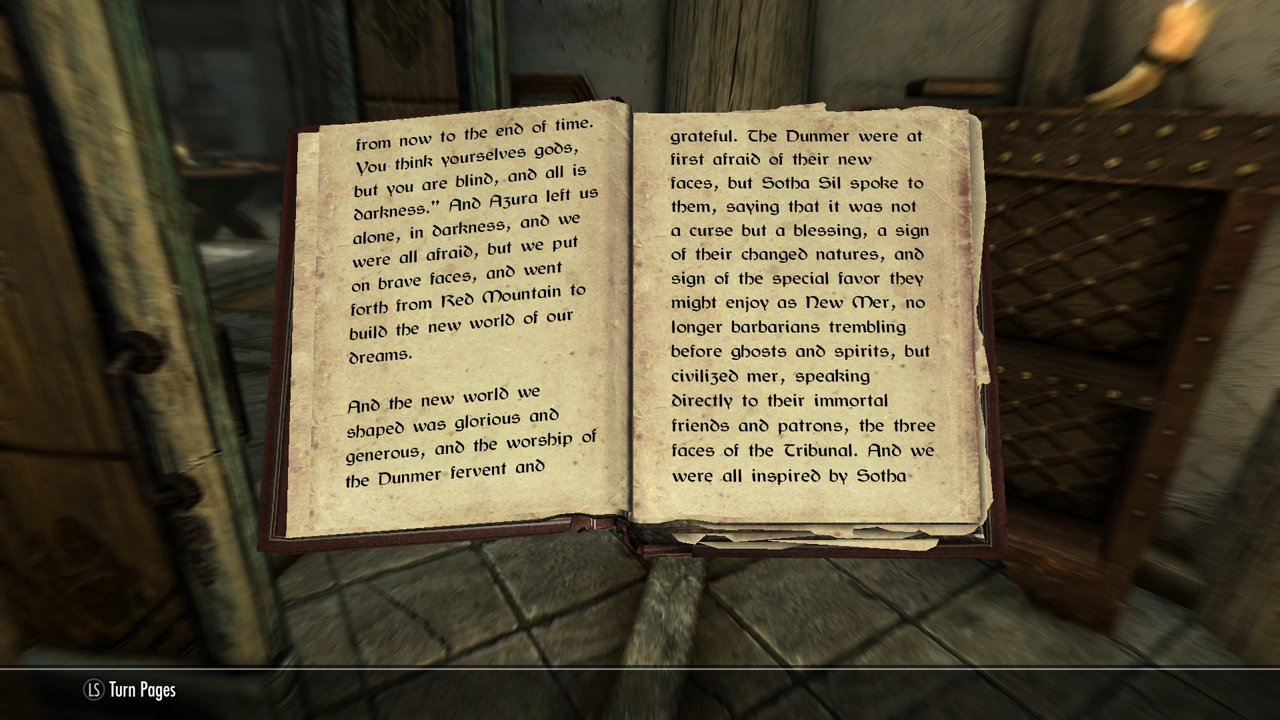 from now to the end of time.
You think yourselves gods,
but you are blind, and all is
darkness.” And Azura left us
alone, in darkness, and we
were all afraid, but we put
on brave faces, and went
forth from Red Mountain to
build the new world of our
dreams.
And the new world we
shaped was glorious and
generous, and the worship of
the Dunmer fervent and
grateful. The Dunmer were at
first afraid of their new
faces, but Sotha Sil spoke to
them, saying that it was not
a curse but a blessing, a sign
of their changed natures, and
sign of the special favor they
might enjoy as New Mer, no
longer barbarians trembling
before ghosts and spirits, but
civilized mer, speaking
directly to their immortal
friends and patrons, the three
faces of the Tribunal. And we
were all inspired by Sotha
LS Turn Pages